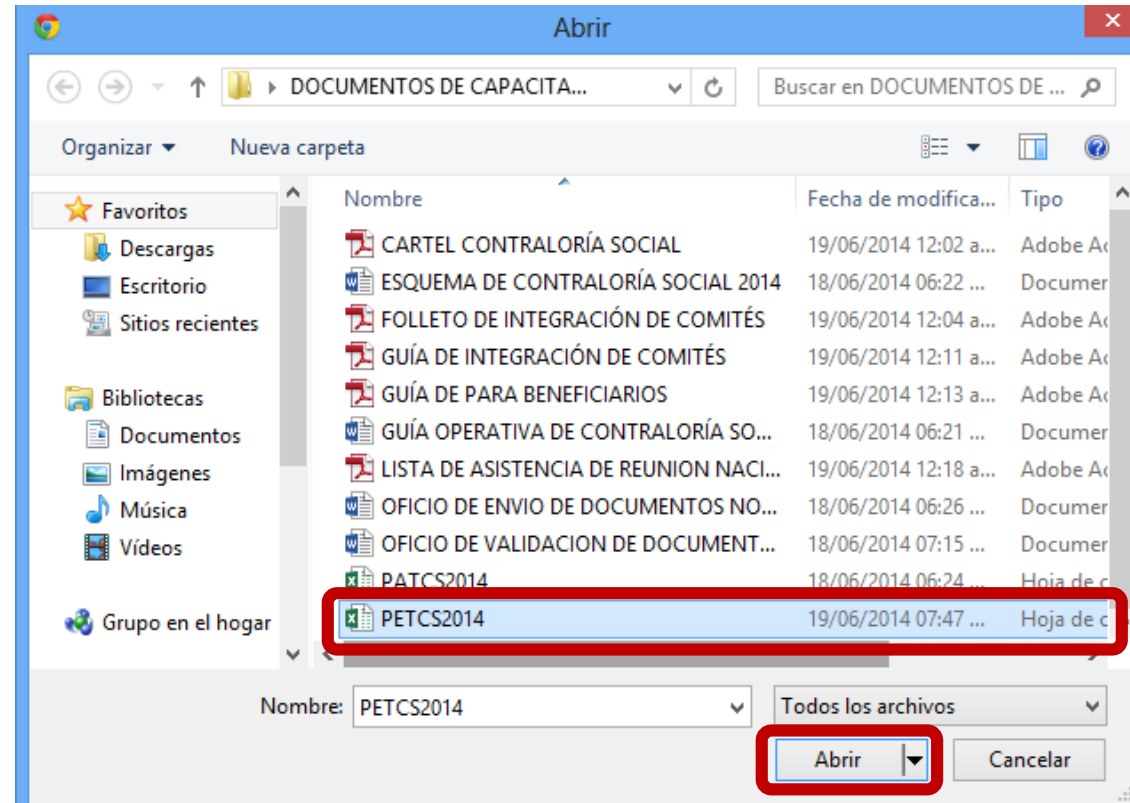 Abrir
DOCUMENTOS DE CAPACITA...
Buscar en DOCUMENTOS DE ...
Organizar
Nueva carpeta
Nombre Fecha de modifica... Tipo
Favoritos
Descargas
Escritorio
Sitios recientes
Bibliotecas
Documentos
Imágenes
Música
Vídeos
Grupo en el hogar
CARTEL CONTRALORÍA SOCIAL 19/06/2014 12:02 a... Adobe Ac
ESQUEMA DE CONTRALORÍA SOCIAL 2014 18/06/2014 06:22 ... Documen
FOLLETO DE INTEGRACIÓN DE COMITÉS 19/06/2014 12:04 a... Adobe Ac
GUÍA DE INTEGRACIÓN DE COMITÉS 19/06/2014 12:11 a... Adobe Ac
GUÍA DE PARA BENEFICIARIOS 19/06/2014 12:13 a... Adobe Ac
GUÍA OPERATIVA DE CONTRALORÍA SO... 18/06/2014 06:21 ... Documen
LISTA DE ASISTENCIA DE REUNION NACI... 19/06/2014 12:18 a... Adobe Ac
OFICIO DE ENVIO DE DOCUMENTOS NO... 18/06/2014 06:26 ... Documen
OFICIO DE VALIDACION DE DOCUMENT... 18/06/2014 07:15 ... Documen
PATCS2014 18/06/2014 06:24 ... Hoja de c
PETCS2014 19/06/2014 07:47 ... Hoja de c
Nombre: PETCS2014
Todos los archivos
Abrir
Cancelar